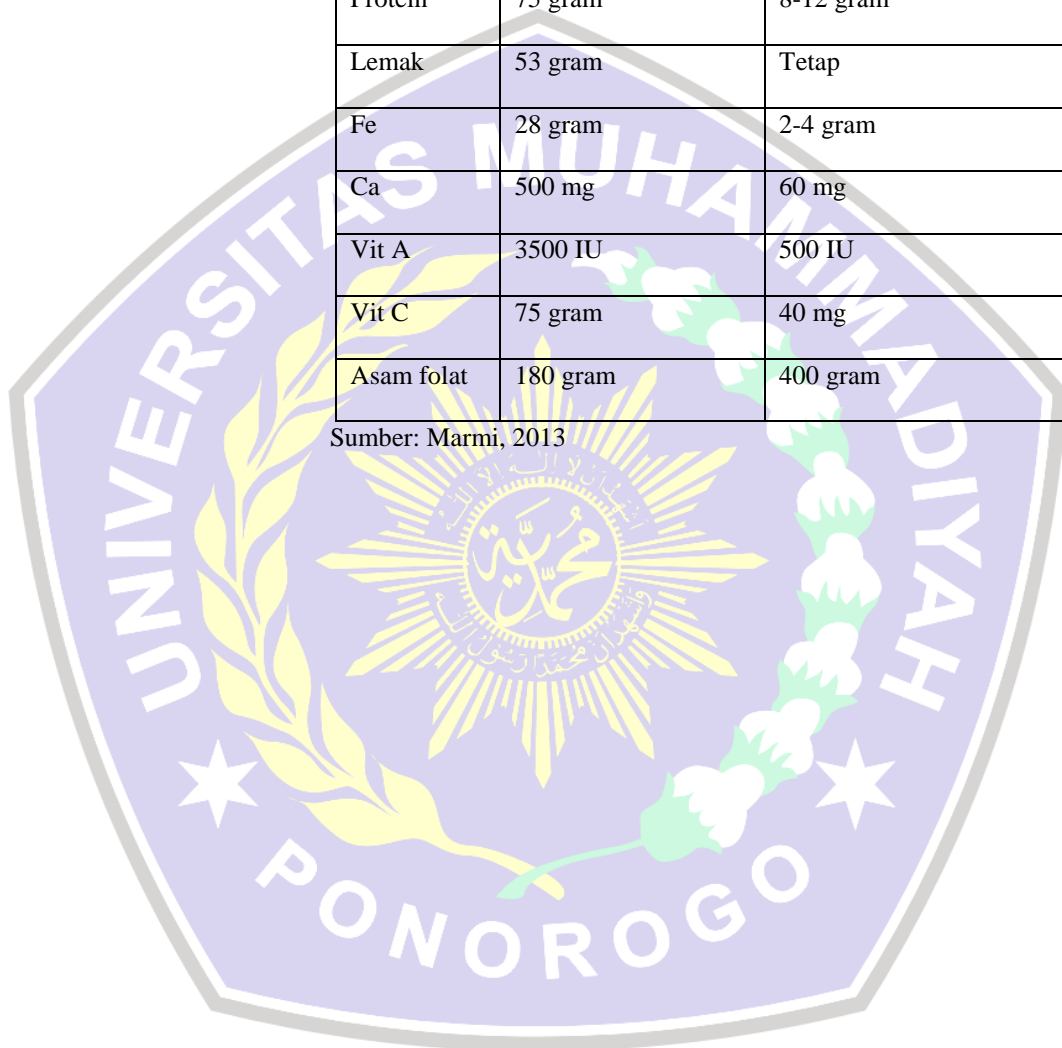 Protein 75 gram 8-12 gram
Lemak 53 gram Tetap
Fe 28 gram 2-4 gram
Ca 500 mg 60 mg
Vit A 3500 IU 500 IU
Vit C 75 gram 40 mg
Asam folat 180 gram 400 gram
Sumber: Marmi, 2013
UNIVERSITAS MUHAMMADIYAH
PONOROGO